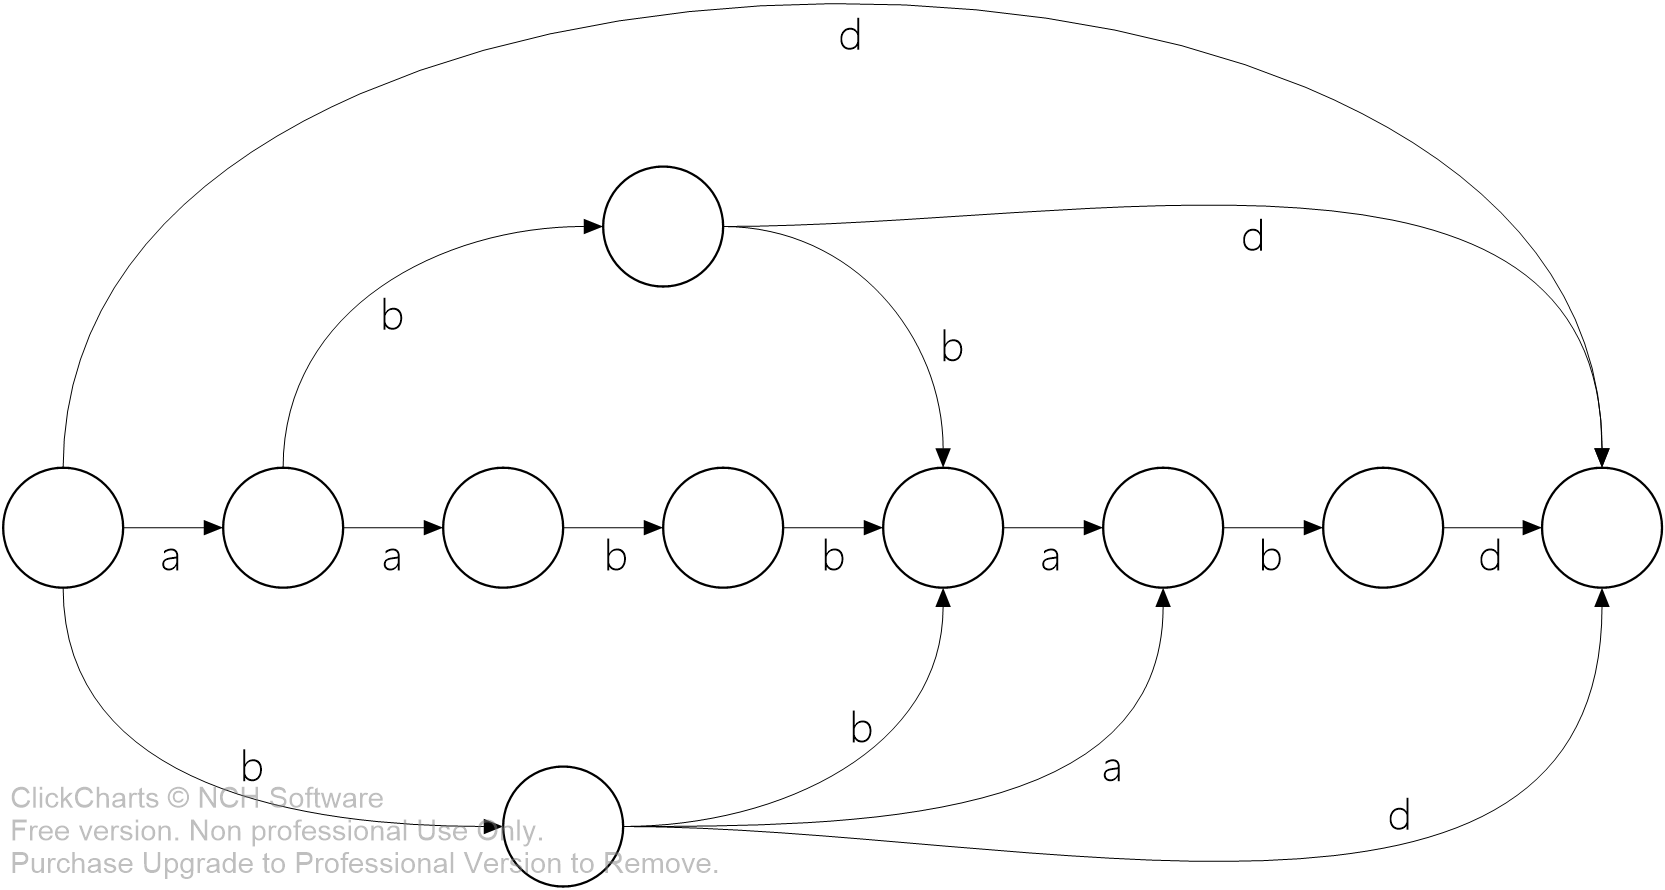 d
d
b
b
a
a
b
b
a
b
d
b
b
a
d
ClickCharts © NCH Software
Free version. Non professional Use Only.
Purchase Upgrade to Professional Version to Remove.